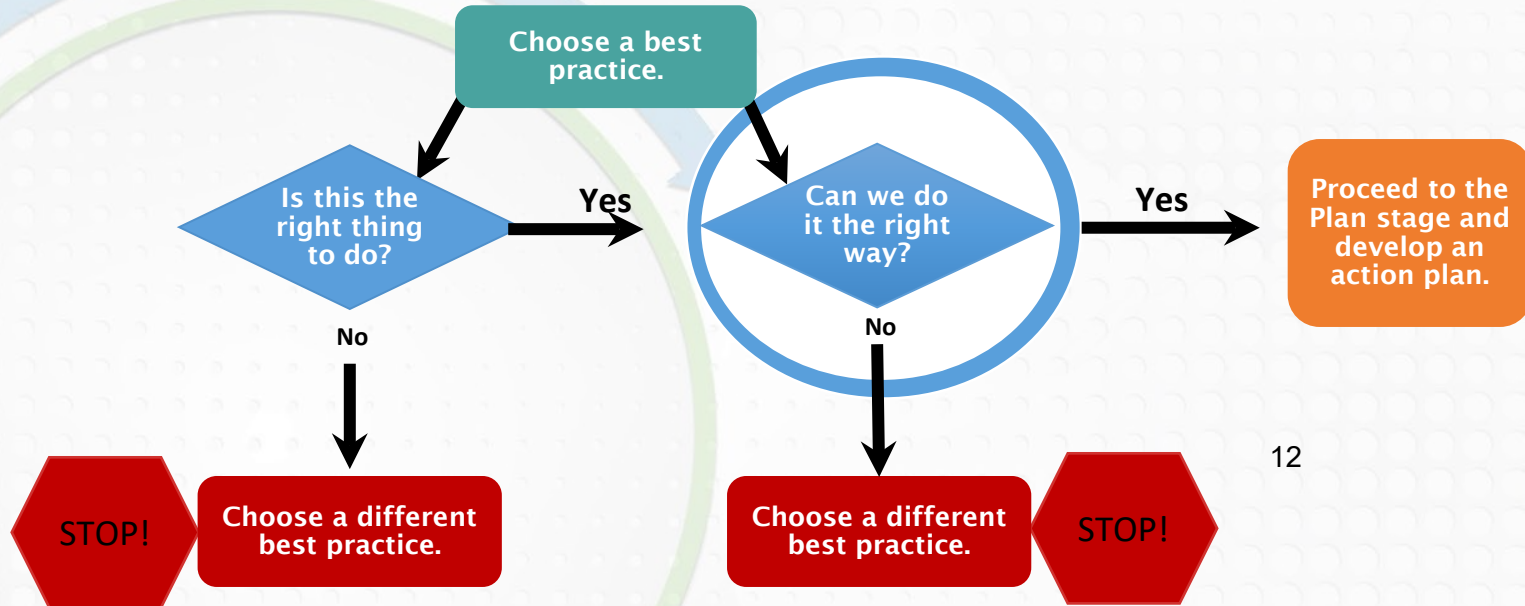 Choose a best
practice.
Is this the
right thing
to do?
Yes
Can we do
it the right
way?
Yes
Proceed to the
Plan stage and
develop an
action plan.
No
No
STOP!
Choose a different
best practice.
Choose a different
best practice.
STOP!
12